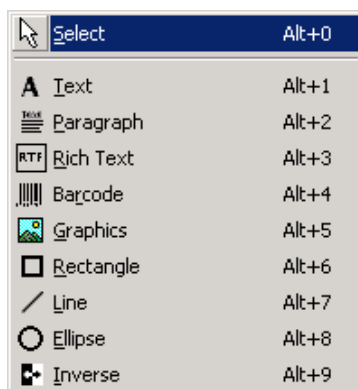 Select Alt+0
A Text Alt+1
Text Paragraph Alt+2
RTF Rich Text Alt+3
Barcode Alt+4
Graphics Alt+5
Rectangle Alt+6
Line Alt+7
Ellipse Alt+8
Inverse Alt+9